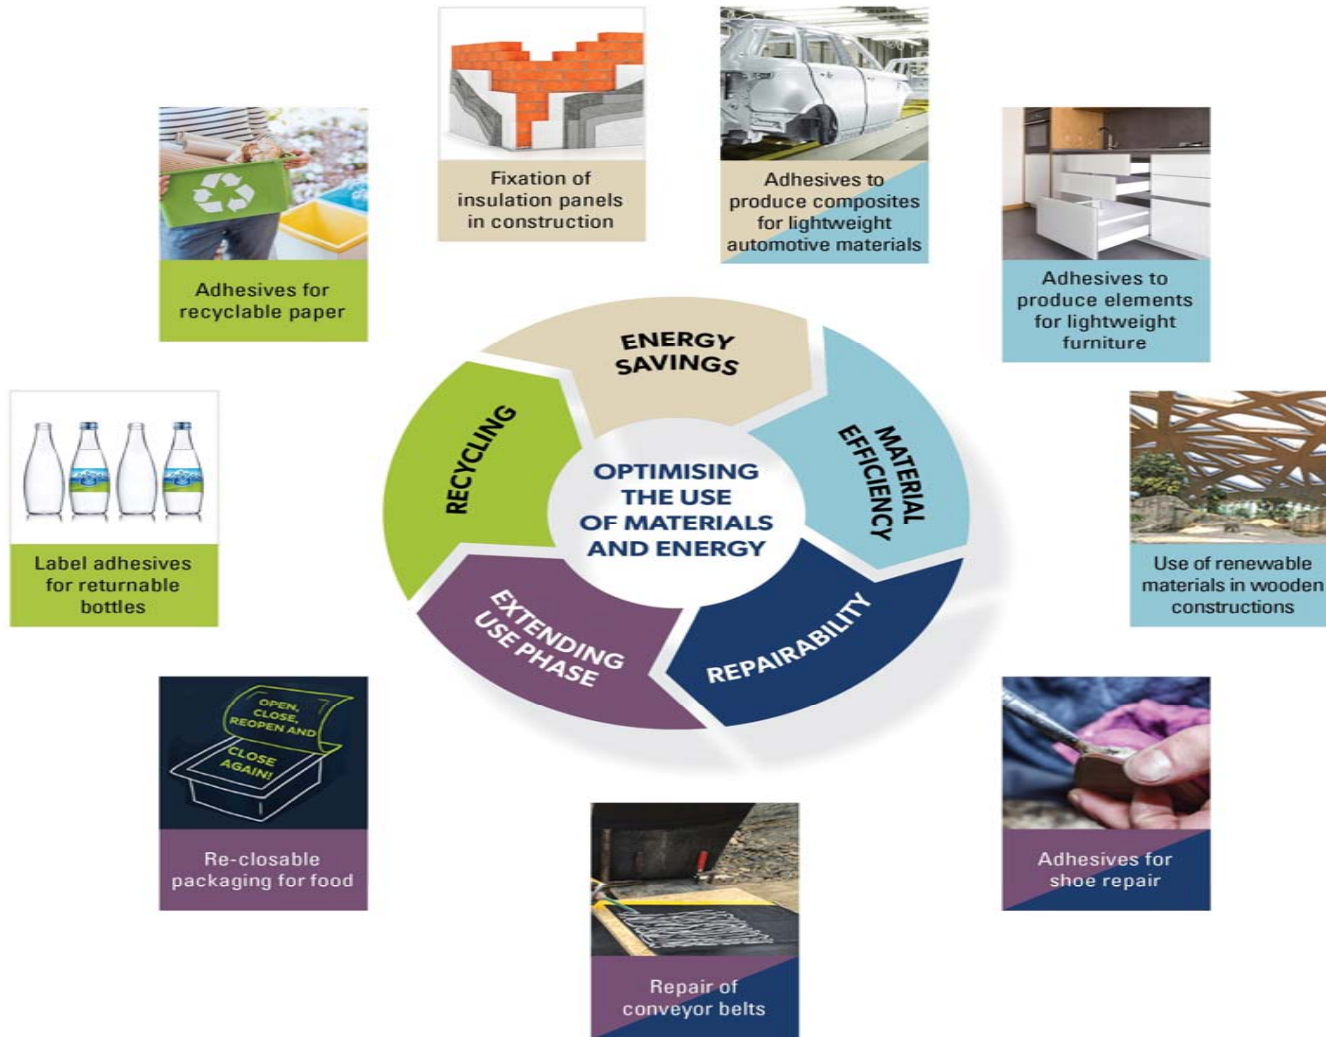 Fixation of
insulation panels
in construction
Adhesives to
produce composites
for lightweight
automotive materials
Adhesives for
recyclable paper
Adhesives to
produce elements
for lightweight
furniture
ENERGY
SAVINGS
MATERIAL
EFFICIENCY
RECYCLING
OPTIMISING
THE USE
OF MATERIALS
AND ENERGY
Label adhesives
for returnable
bottles
Use of renewable
materials in wooden
constructions
EXTENDING
USE PHASE
REPAIRABILITY
OPEN,
CLOSE,
REOPEN AND
CLOSE
AGAIN!
Re-closable
packaging for food
Adhesives for
shoe repair
Repair of
conveyor belts